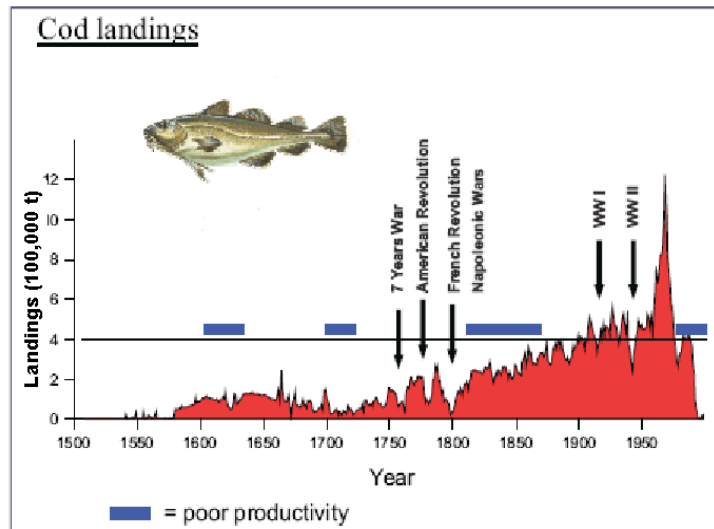 Cod landings
7 Years War
American Revolution
French Revolution
Napoleonic Wars
WW I
WW II
Landings (100,000 t)
12
10
8
6
4
2
0
1500
1600
1650
1700
1750
1800
1850
1900
1950
Year
= poor productivity